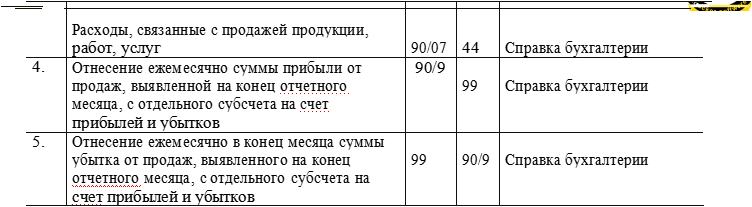 Расходы, связанные с продажей продукции,
работ, услуг 90/07 44 Справка бухгалтерии
4. Отнесение ежемесячно суммы прибыли от 90/9
продаж, выявленной на конец отчетного 99 Справка бухгалтерии
месяца, с отдельного субсчета на счет
прибылей и убытков
5. Отнесение ежемесячно в конец месяца суммы
убытка от продаж, выявленного на конец 99 90/9 Справка бухгалтерии
отчетного месяца, с отдельного субсчета на
счет прибылей и убытков